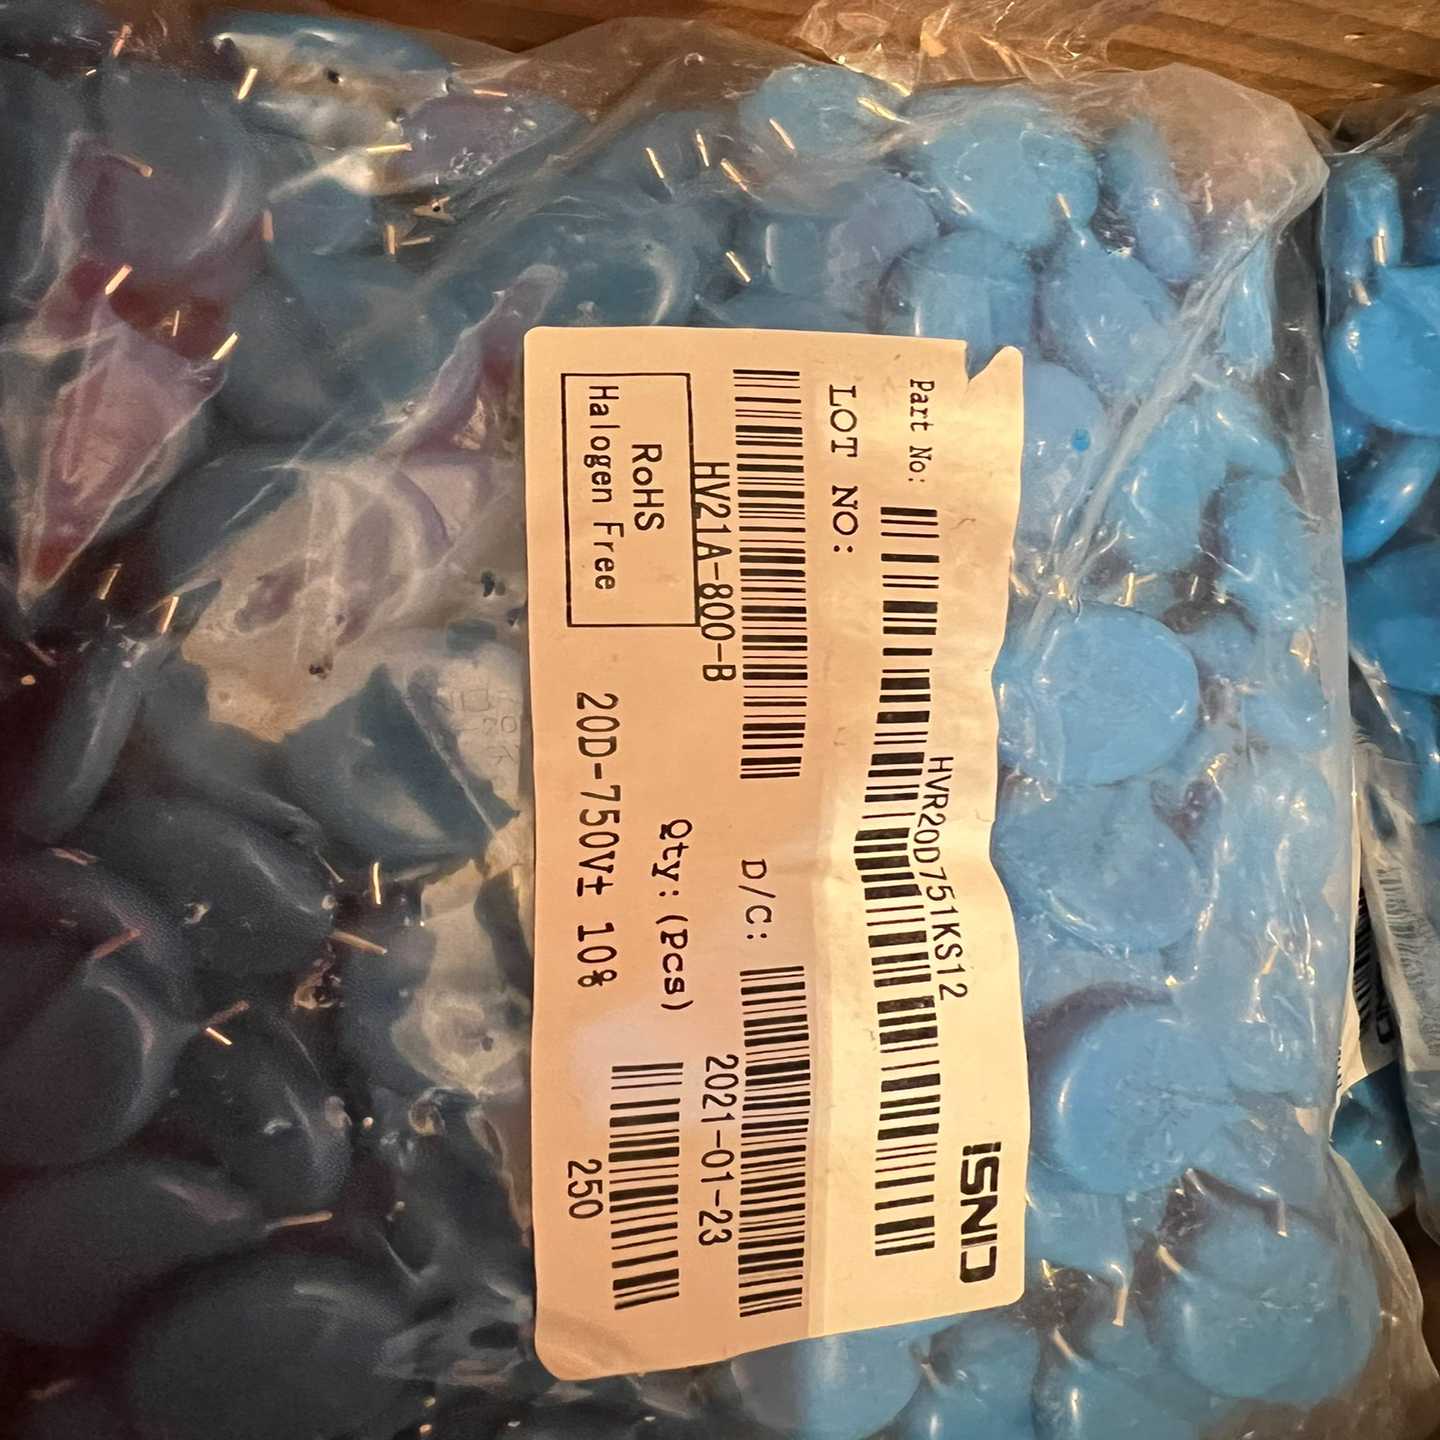 iSND
Part No:
HVR20D751KS12
LOT NO:
HV21A-800-B
D/C:
2021-01-23
RoHS
Halogen Free
Qty:(Pcs)
250
20D-750V± 10%